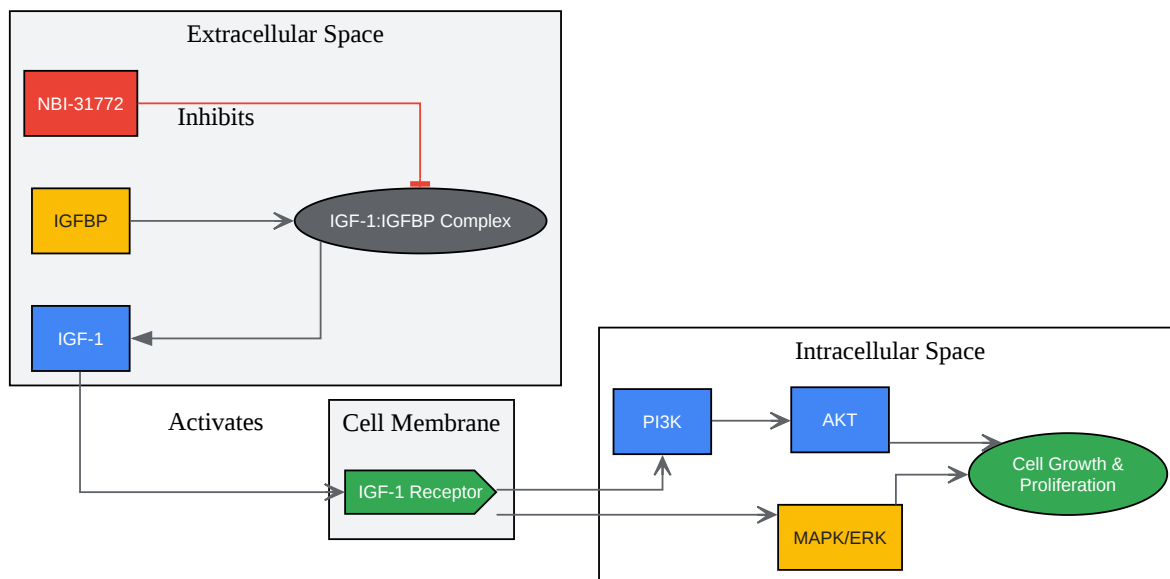 Extracellular Space
NBI-31772
Inhibits
IGFBP
IGF-1:IGFBP Complex
IGF-1
Activates
Cell Membrane
IGF-1 Receptor
Intracellular Space
PI3K
AKT
Cell Growth &
Proliferation
MAPK/ERK